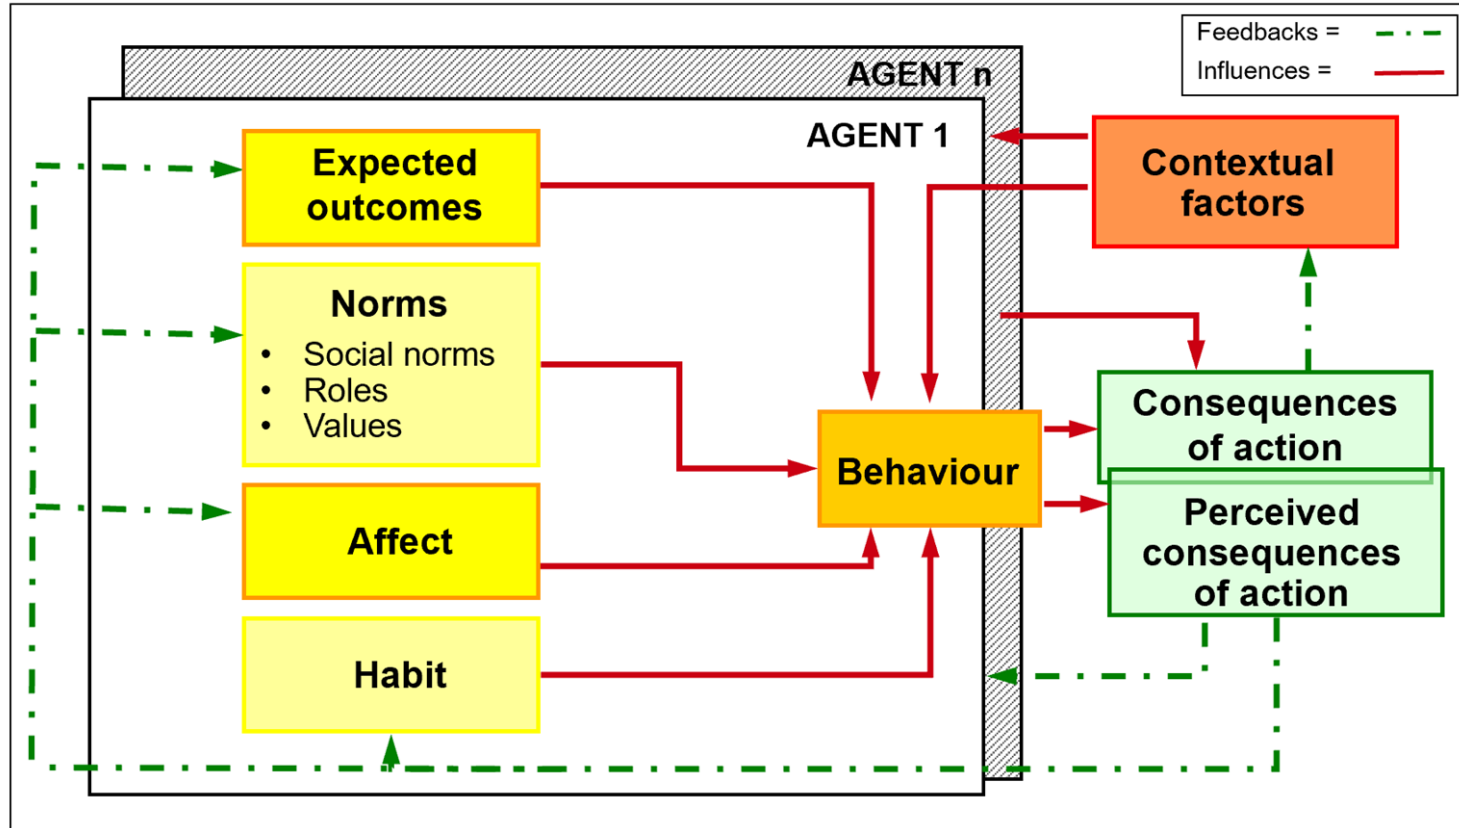 Feedbacks =
Influences =
AGENT n
AGENT 1
Expected
outcomes
Norms
• Social norms
• Roles
• Values
Affect
Habit
Behaviour
Contextual
factors
Consequences
of action
Perceived
consequences
of action